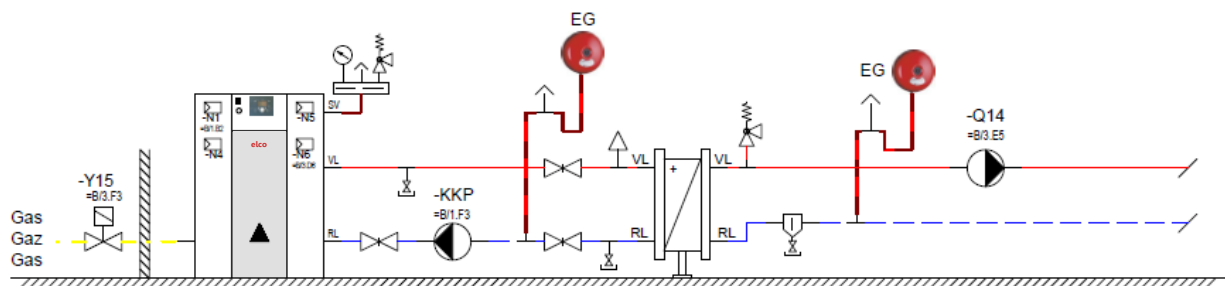 EG
EG
SV
-N1
=B/1.B2
-N5
-Q14
=B/3.E5
elco
-N4
-N6
=B/3.D6
VL
VL
VL
-Y15
=B/3.F3
-KKP
=B/1.F3
+
Gas
Gaz
Gas
RL
RL
RL